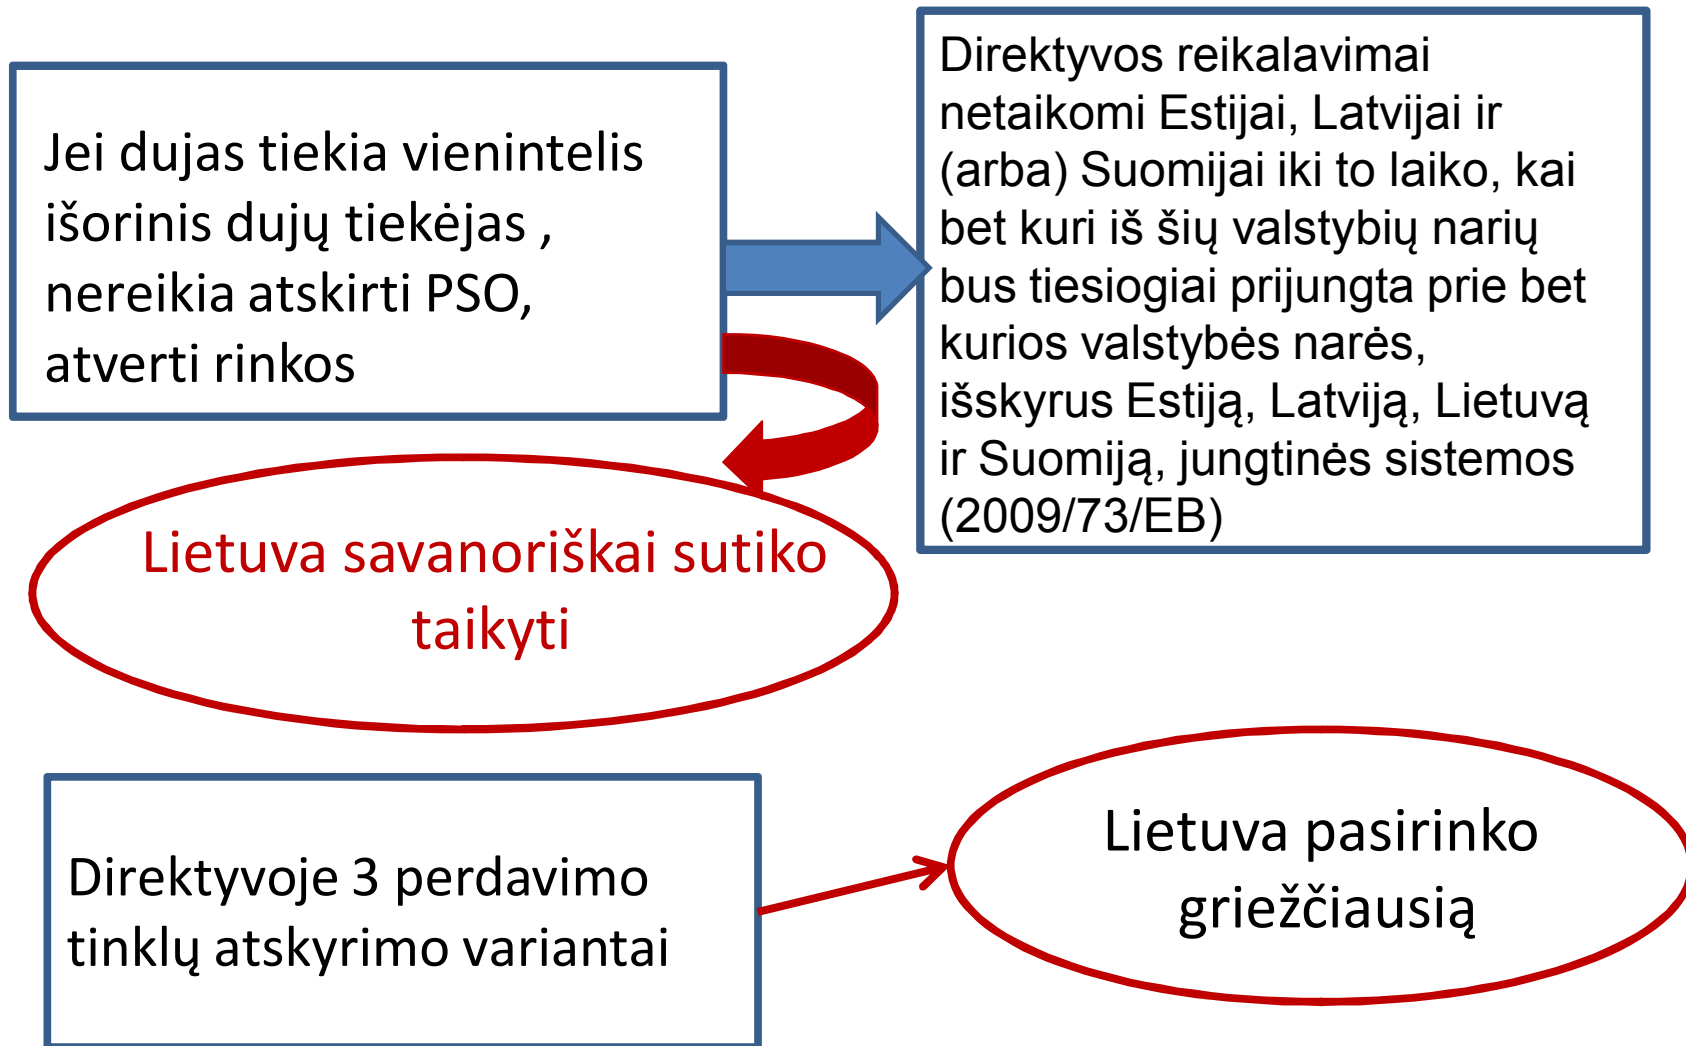 Jei dujas tiekia vienintelis
išorinis dujų tiekėjas ,
nereikia atskirti PSO,
atverti rinkos
Direktyvos reikalavimai
netaikomi Estijai, Latvijai ir
(arba) Suomijai iki to laiko, kai
bet kuri iš šių valstybių narių
bus tiesiogiai prijungta prie bet
kurios valstybės narės,
išskyrus Estiją, Latviją, Lietuvą
ir Suomiją, jungtinės sistemos
(2009/73/EB)
Lietuva savanoriškai sutiko
taikyti
Direktyvoje 3 perdavimo
tinklų atskyrimo variantai
Lietuva pasirinko
griežčiausią